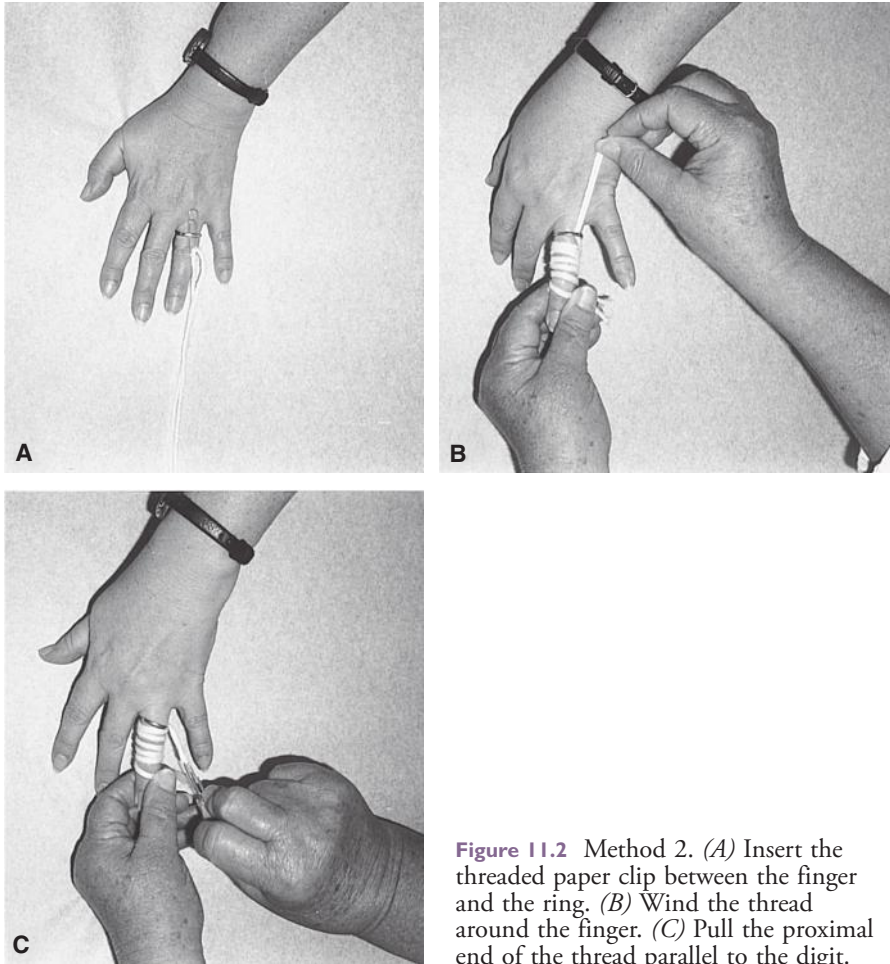 A
B
C
Figure 11.2 Method 2. (A) Insert the
threaded paper clip between the finger
and the ring. (B) Wind the thread
around the finger. (C) Pull the proximal
end of the thread parallel to the digit.